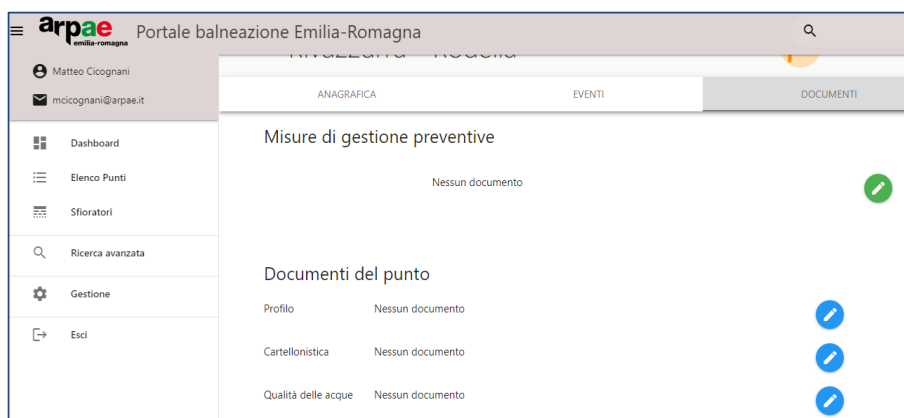 arpae
emilia-romagna
Portale balneazione Emilia-Romagna
Matteo Cicognani
mcicognani@arpae.it
Dashboard
Elenco Punti
Sfioratori
Ricerca avanzata
Gestione
Esci
ANAGRAFICA EVENTI DOCUMENTI
Misure di gestione preventive
Nessun documento
Documenti del punto
Profilo Nessun documento
Cartellonistica Nessun documento
Qualità delle acque Nessun documento